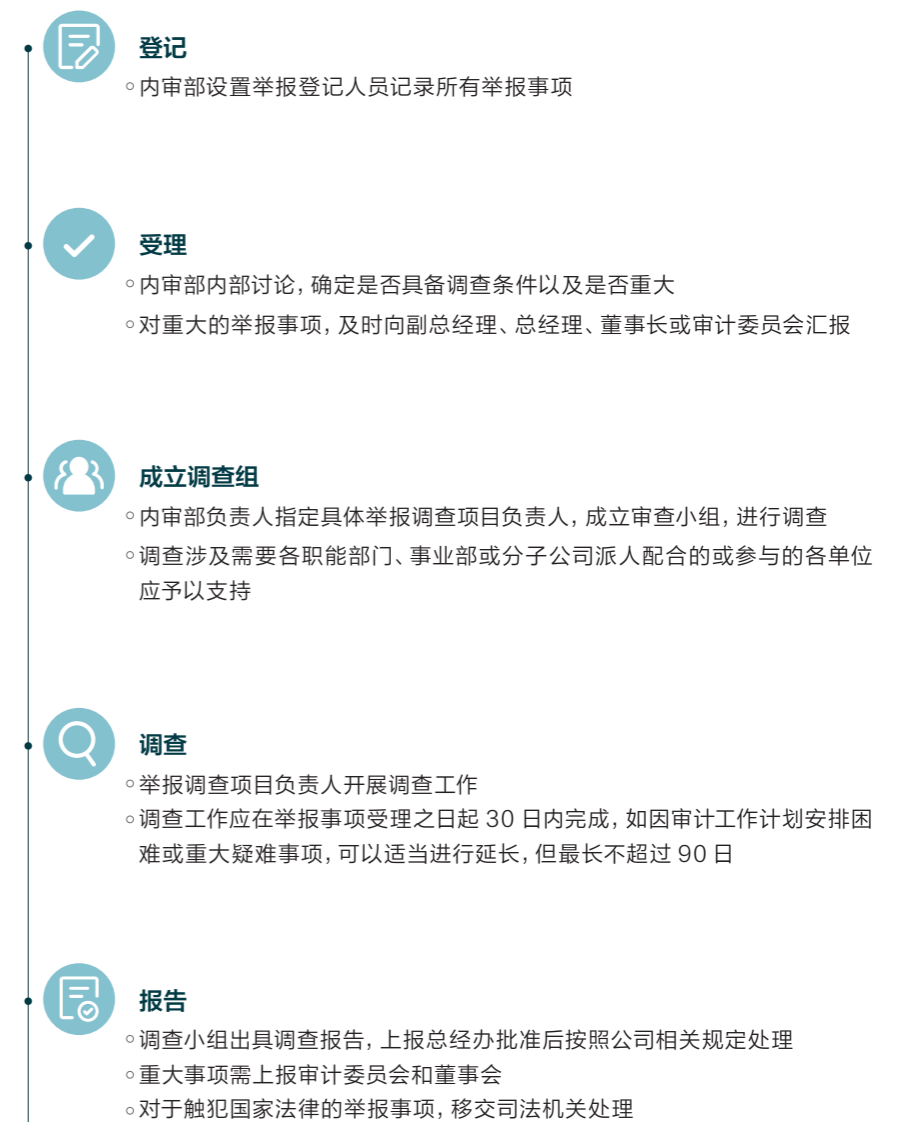 登记
◦内审部设置举报登记人员记录所有举报事项
受理
◦内审部内部讨论，确定是否具备调查条件以及是否重大
◦对重大的举报事项，及时向副总经理、总经理、董事长或审计委员会汇报
成立调查组
◦内审部负责人指定具体举报调查项目负责人，成立审查小组，进行调查
◦调查涉及需要各职能部门、事业部或分子公司派人配合的或参与的各单位
应予以支持
调查
◦举报调查项目负责人开展调查工作
◦调查工作应在举报事项受理之日起 30 日内完成，如因审计工作计划安排困
难或重大疑难事项，可以适当进行延长，但最长不超过 90 日
报告
◦调查小组出具调查报告，上报总经办批准后按照公司相关规定处理
◦重大事项需上报审计委员会和董事会
◦对于触犯国家法律的举报事项，移交司法机关处理